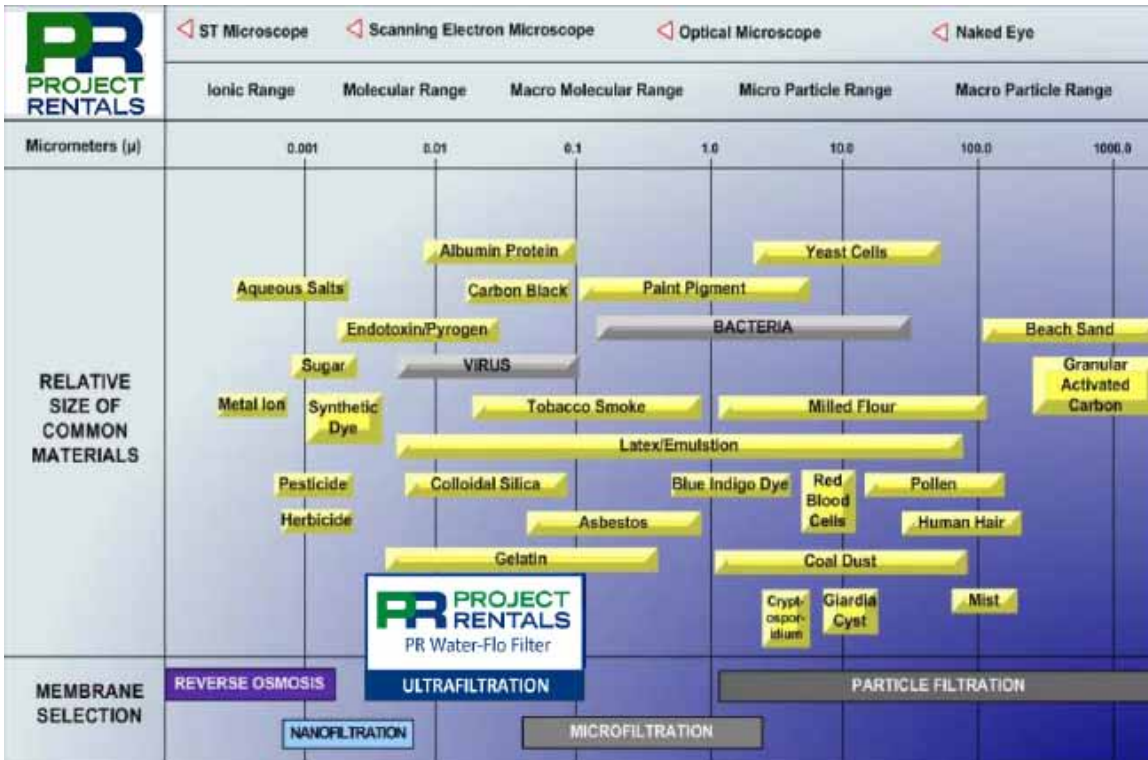 PR
PROJECT
RENTALS
ST Microscope
Scanning Electron Microscope
Optical Microscope
Naked Eye
Ionic Range
Molecular Range
Macro Molecular Range
Micro Particle Range
Macro Particle Range
Micrometers (µ)
0.001
0.01
0.1
1.0
10.0
100.0
1000.0
RELATIVE
SIZE OF
COMMON
MATERIALS
Albumin Protein
Yeast Cells
Aqueous Salts
Carbon Black
Paint Pigment
Endotoxin/Pyrogen
BACTERIA
Beach Sand
Sugar
VIRUS
Granular
Activated
Carbon
Metal Ion
Synthetic
Dye
Tobacco Smoke
Milled Flour
Latex/Emulstion
Pesticide
Colloidal Silica
Blue Indigo Dye
Red
Blood
Cells
Pollen
Herbicide
Asbestos
Human Hair
Gelatin
Coal Dust
Crypt-
ospor-
idium
Giardia
Cyst
Mist
PR PROJECT
RENTALS
PR Water-Flo Filter
MEMBRANE
SELECTION
REVERSE OSMOSIS
ULTRAFILTRATION
PARTICLE FILTRATION
NANOFILTRATION
MICROFILTRATION